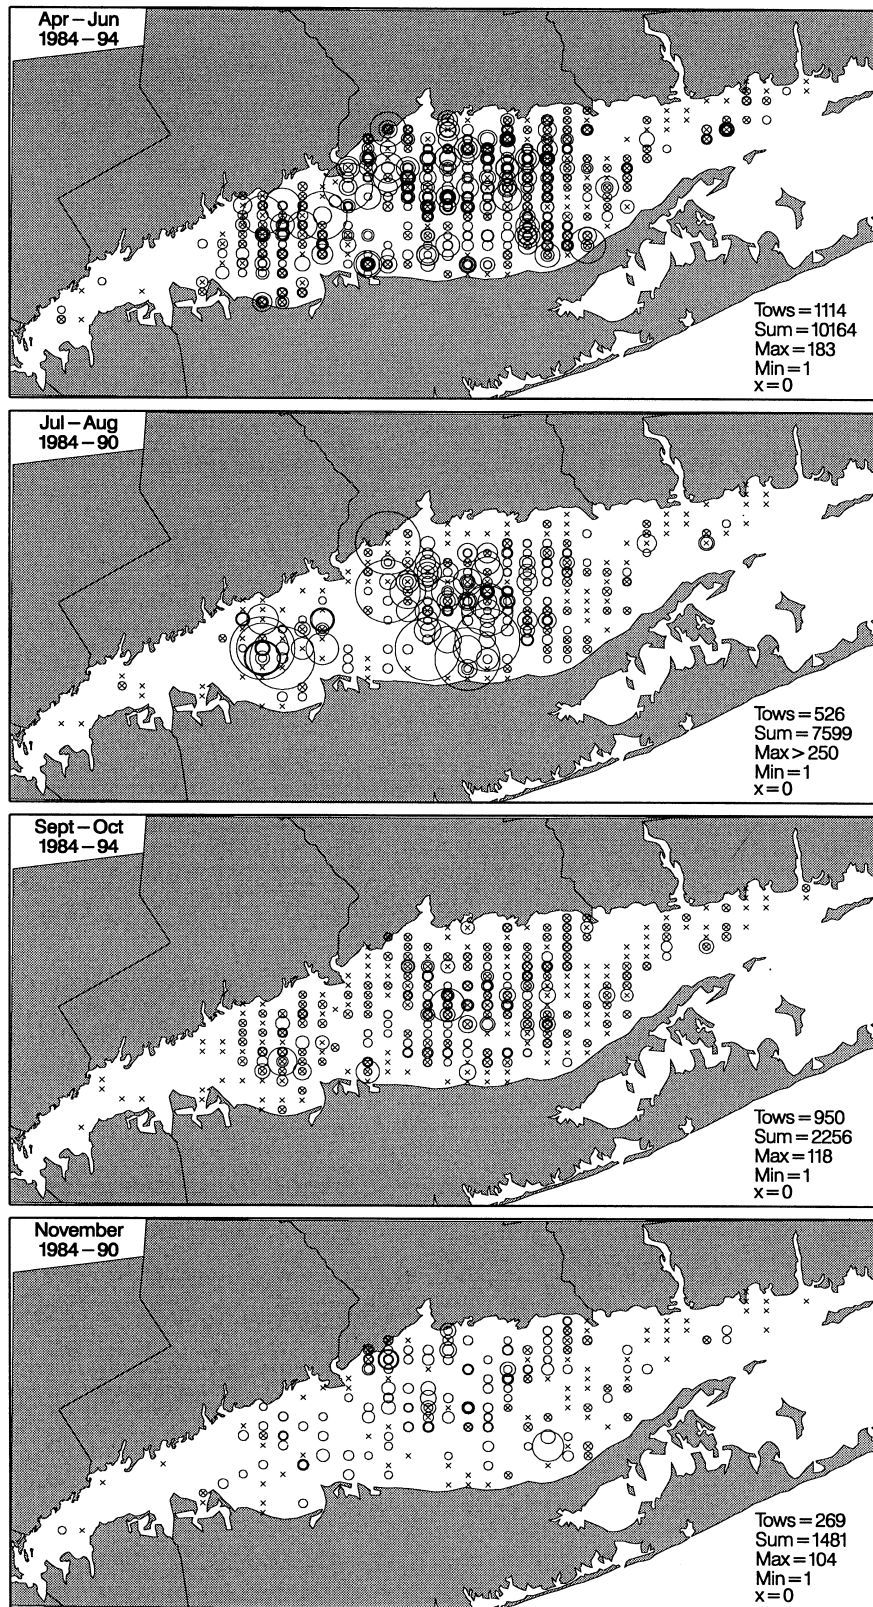 Apr – Jun
1984 – 94
Tows = 1114
Sum = 10164
Max = 183
Min = 1
x = 0
Jul – Aug
1984 – 90
Tows = 526
Sum = 7599
Max > 250
Min = 1
x = 0
Sept – Oct
1984 – 94
Tows = 950
Sum = 2256
Max = 118
Min = 1
x = 0
November
1984 – 90
Tows = 269
Sum = 1481
Max = 104
Min = 1
x = 0